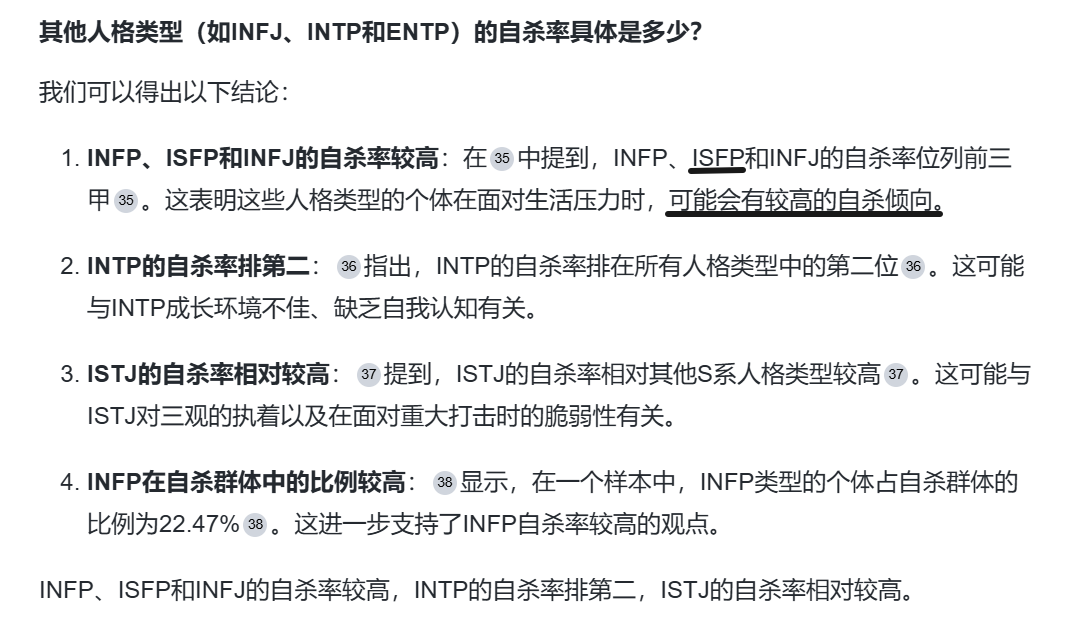 其他人格类型（如INFJ、INTP和ENTP）的自杀率具体是多少？
我们可以得出以下结论：
1. INFP、ISFP和INFJ的自杀率较高：在 35 中提到，INFP、ISFP和INFJ的自杀率位列前三
甲 35 。这表明这些人格类型的个体在面对生活压力时，可能会有较高的自杀倾向。
2. INTP的自杀率排第二： 36 指出，INTP的自杀率排在所有人格类型中的第二位 36 。这可能
与INTP成长环境不佳、缺乏自我认知有关。
3. ISTJ的自杀率相对较高： 37 提到，ISTJ的自杀率相对其他S系人格类型较高 37 。这可能与
ISTJ对三观的执着以及在面对重大打击时的脆弱性有关。
4. INFP在自杀群体中的比例较高： 38 显示，在一个样本中，INFP类型的个体占自杀群体的
比例为22.47% 38 。这进一步支持了INFP自杀率较高的观点。
INFP、ISFP和INFJ的自杀率较高，INTP的自杀率排第二，ISTJ的自杀率相对较高。